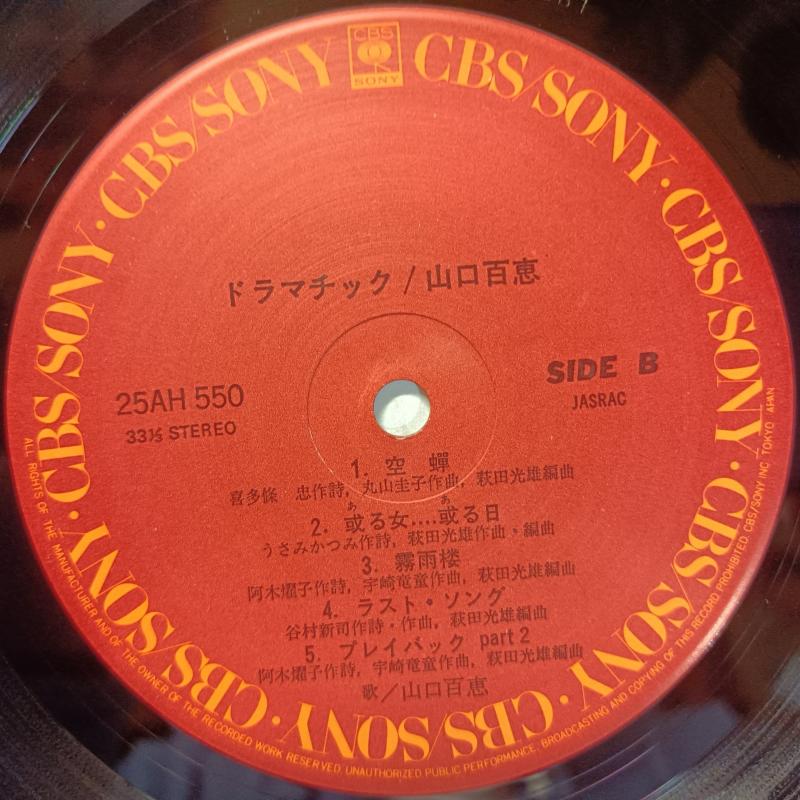 CBS
SONY
CBS/SONY · CBS/SONY · CBS/SONY · CBS/SONY · CBS/SONY · CBS/SONY · CBS/SONY · CBS/SONY
ドラマチック / 山口百恵
25AH 550
33⅓ STEREO
SIDE B
JASRAC
1. 空 蟬
喜多條 忠作詩, 丸山圭子作曲, 萩田光雄編曲
あ あ
2. 或る女....或る日
うさみかつみ作詩, 萩田光雄作曲・編曲
3. 霧雨楼
阿木燿子作詩, 宇崎竜童作曲, 萩田光雄編曲
4. ラスト・ソング
谷村新司作詩・作曲, 萩田光雄編曲
5. プレイバック part 2
阿木燿子作詩, 宇崎竜童作曲, 萩田光雄編曲
歌／山口百恵
ALL RIGHTS OF THE MANUFACTURER AND OF THE OWNER OF THE RECORDED WORK RESERVED. UNAUTHORIZED PUBLIC PERFORMANCE, BROADCASTING AND COPYING OF THIS RECORD PROHIBITED. CBS/SONY INC. TOKYO JAPAN